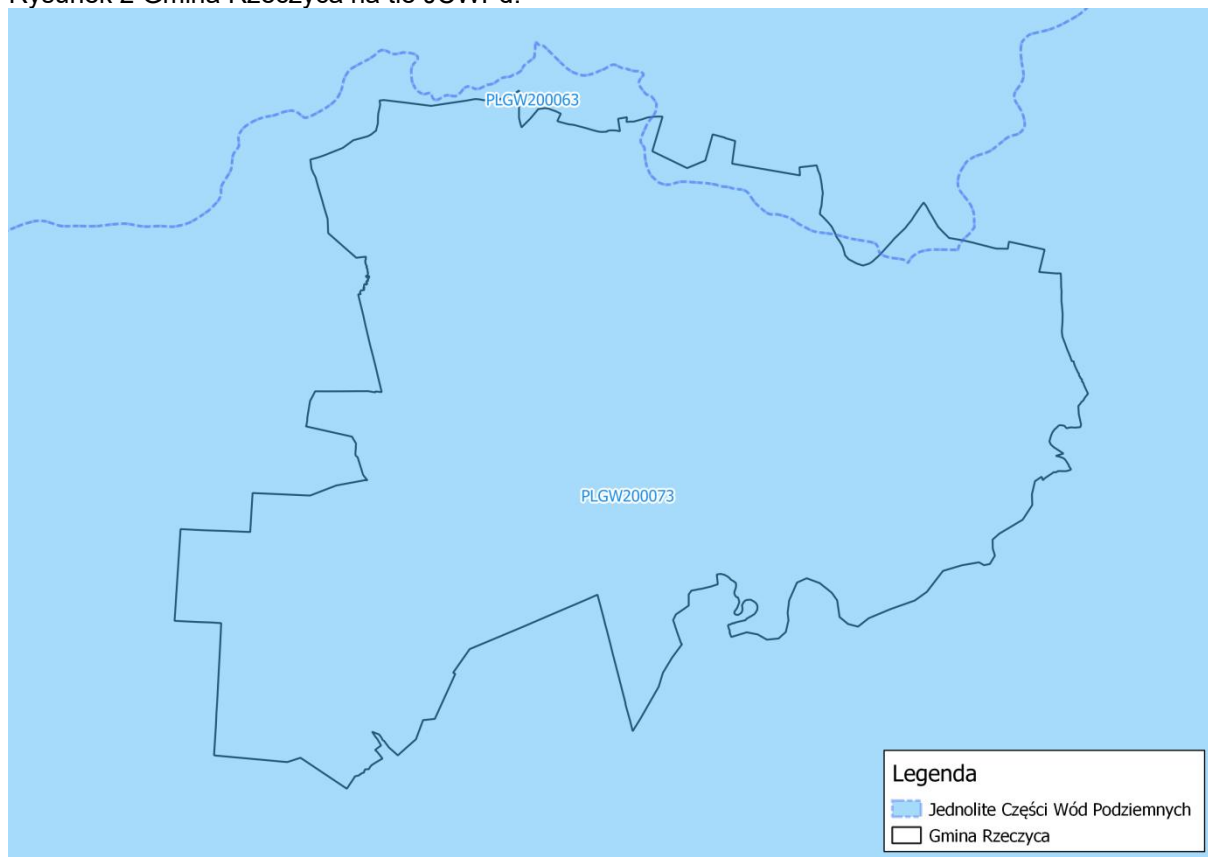 Rysunek 2 Gmina Rzeczyca na tle JCWPd.
PLGW200063
PLGW200073
Legenda
Jednolite Części Wód Podziemnych
Gmina Rzeczyca